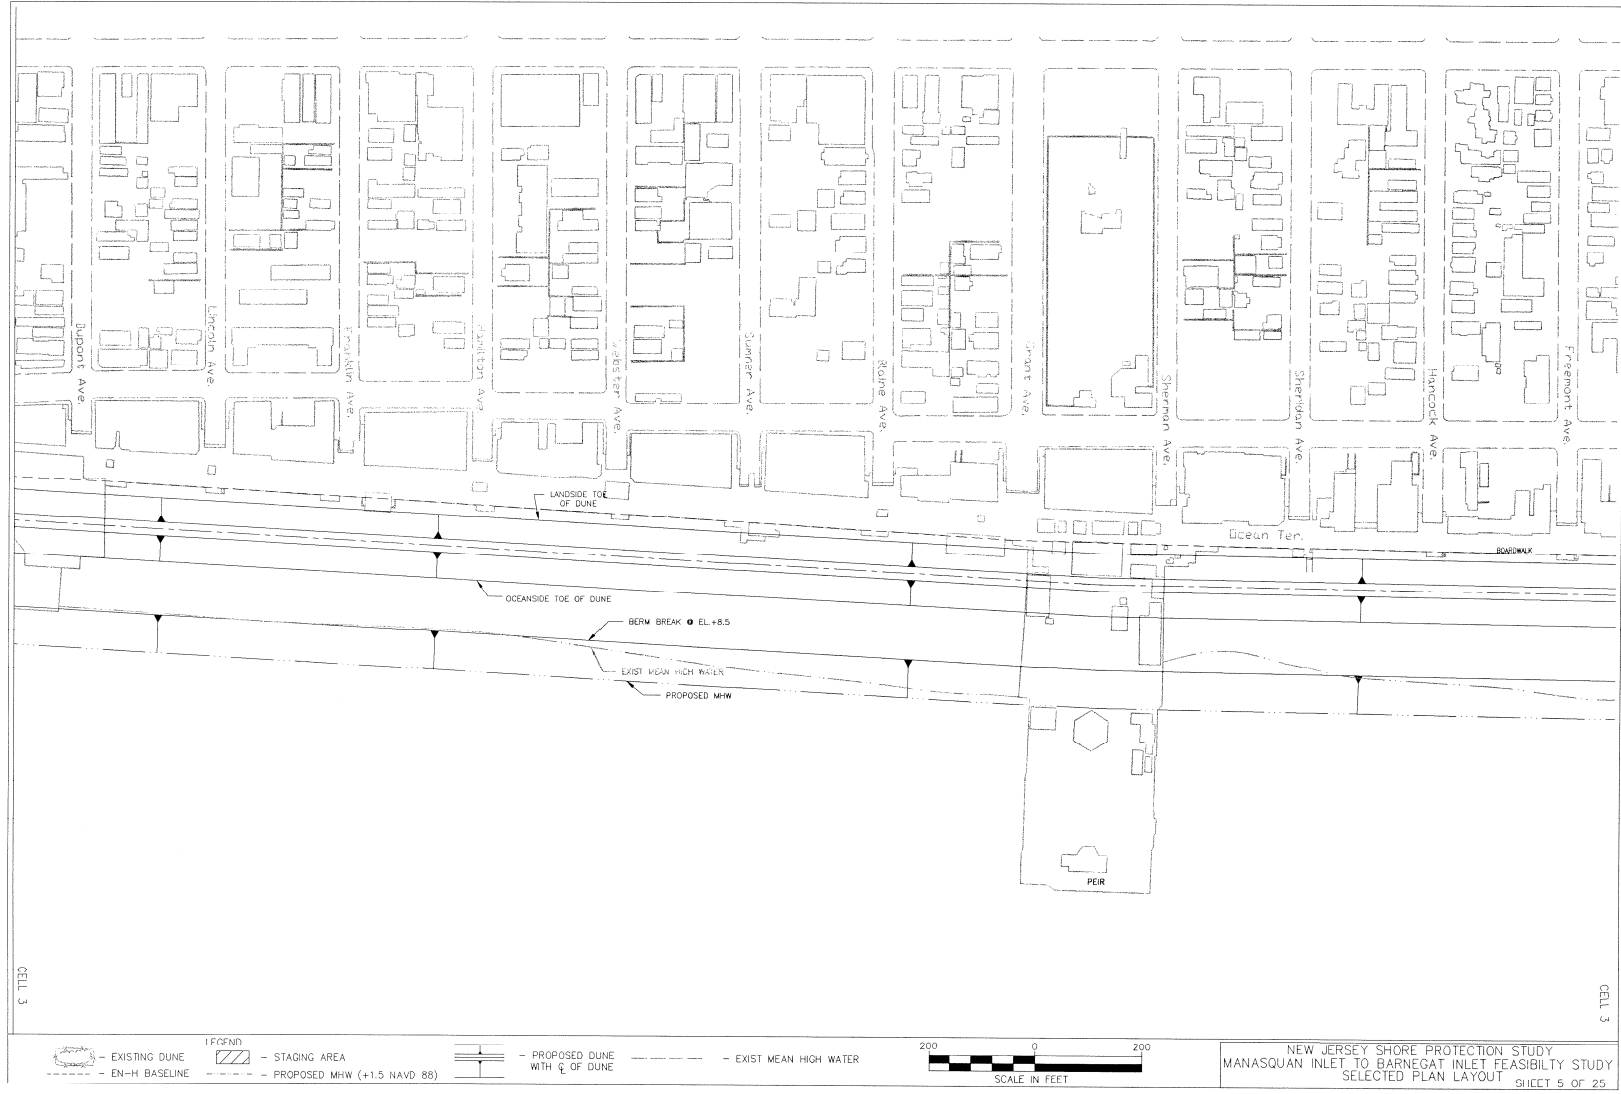 Dupont Ave.
Lincoln Ave.
Franklin Ave.
Hamilton Ave
Webster Ave.
Sumner Ave.
Blaine Ave.
Grant Ave.
Sherman Ave.
Sheridan Ave.
Hancock Ave.
Freemont Ave.
LANDSIDE TOE
OF DUNE
Ocean Ter.
BOARDWALK
OCEANSIDE TOE OF DUNE
BERM BREAK @ EL.+8.5
EXIST MEAN HIGH WATER
PROPOSED MHW
PEIR
CELL 3
CELL 3
LEGEND
- EXISTING DUNE
- EN-H BASELINE
- STAGING AREA
- PROPOSED MHW (+1.5 NAVD 88)
- PROPOSED DUNE
WITH ℄ OF DUNE
- EXIST MEAN HIGH WATER
200 0 200
SCALE IN FEET
NEW JERSEY SHORE PROTECTION STUDY
MANASQUAN INLET TO BARNEGAT INLET FEASIBILTY STUDY
SELECTED PLAN LAYOUT
SHEET 5 OF 25